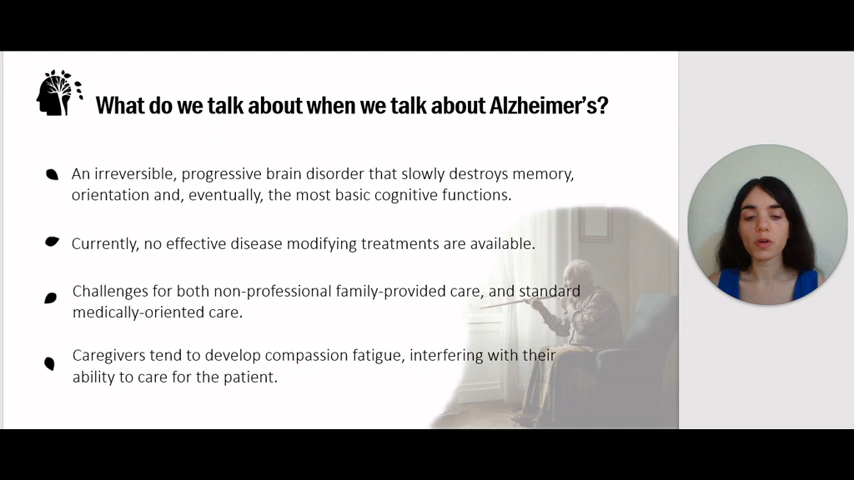 What do we talk about when we talk about Alzheimer's?
An irreversible, progressive brain disorder that slowly destroys memory,
orientation and, eventually, the most basic cognitive functions.
Currently, no effective disease modifying treatments are available.
Challenges for both non-professional family-provided care, and standard
medically-oriented care.
Caregivers tend to develop compassion fatigue, interfering with their
ability to care for the patient.